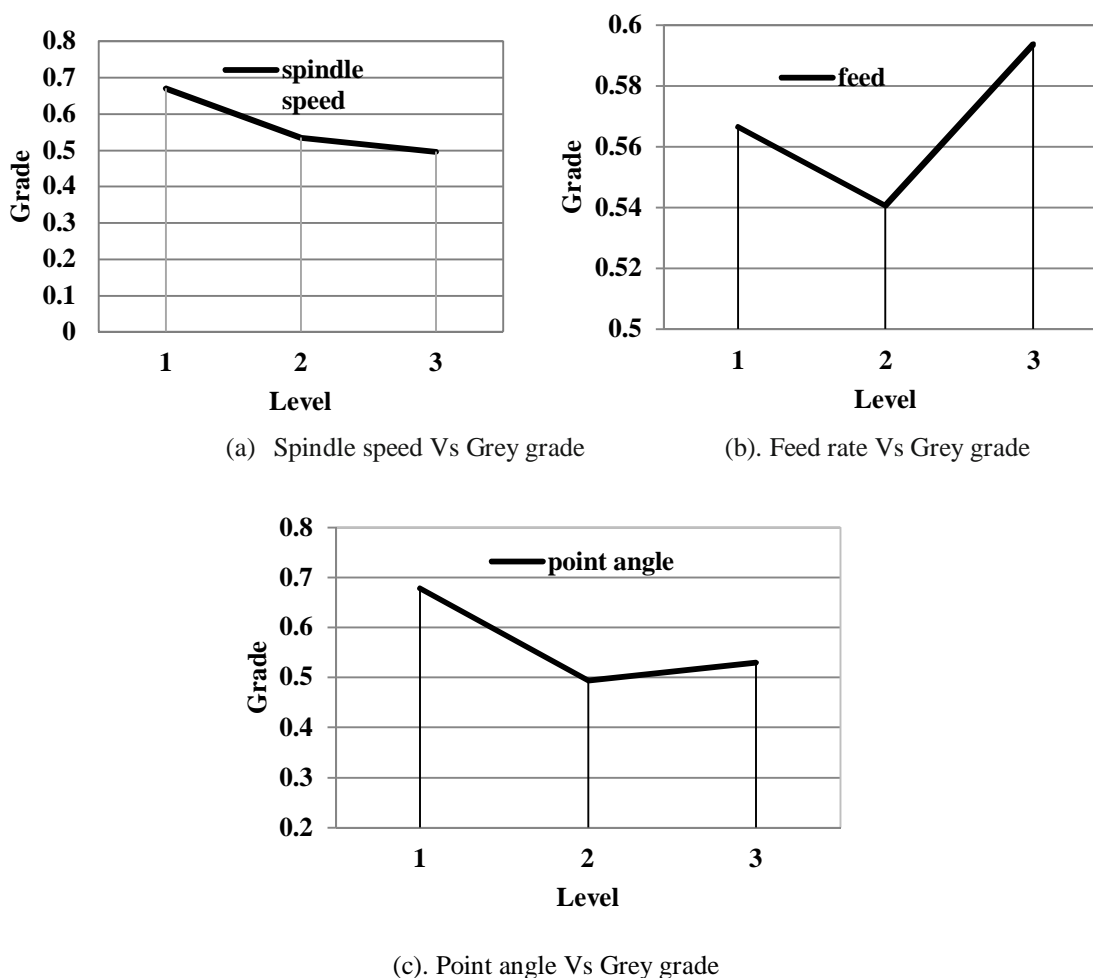 0.8
0.7
0.6
0.5
0.4
0.3
0.2
0.1
0
Grade
spindle
speed
1 2 3
Level
(a) Spindle speed Vs Grey grade
0.6
0.58
0.56
0.54
0.52
0.5
Grade
feed
1 2 3
Level
(b). Feed rate Vs Grey grade
0.8
0.7
0.6
0.5
0.4
0.3
0.2
Grade
point angle
1 2 3
Level
(c). Point angle Vs Grey grade